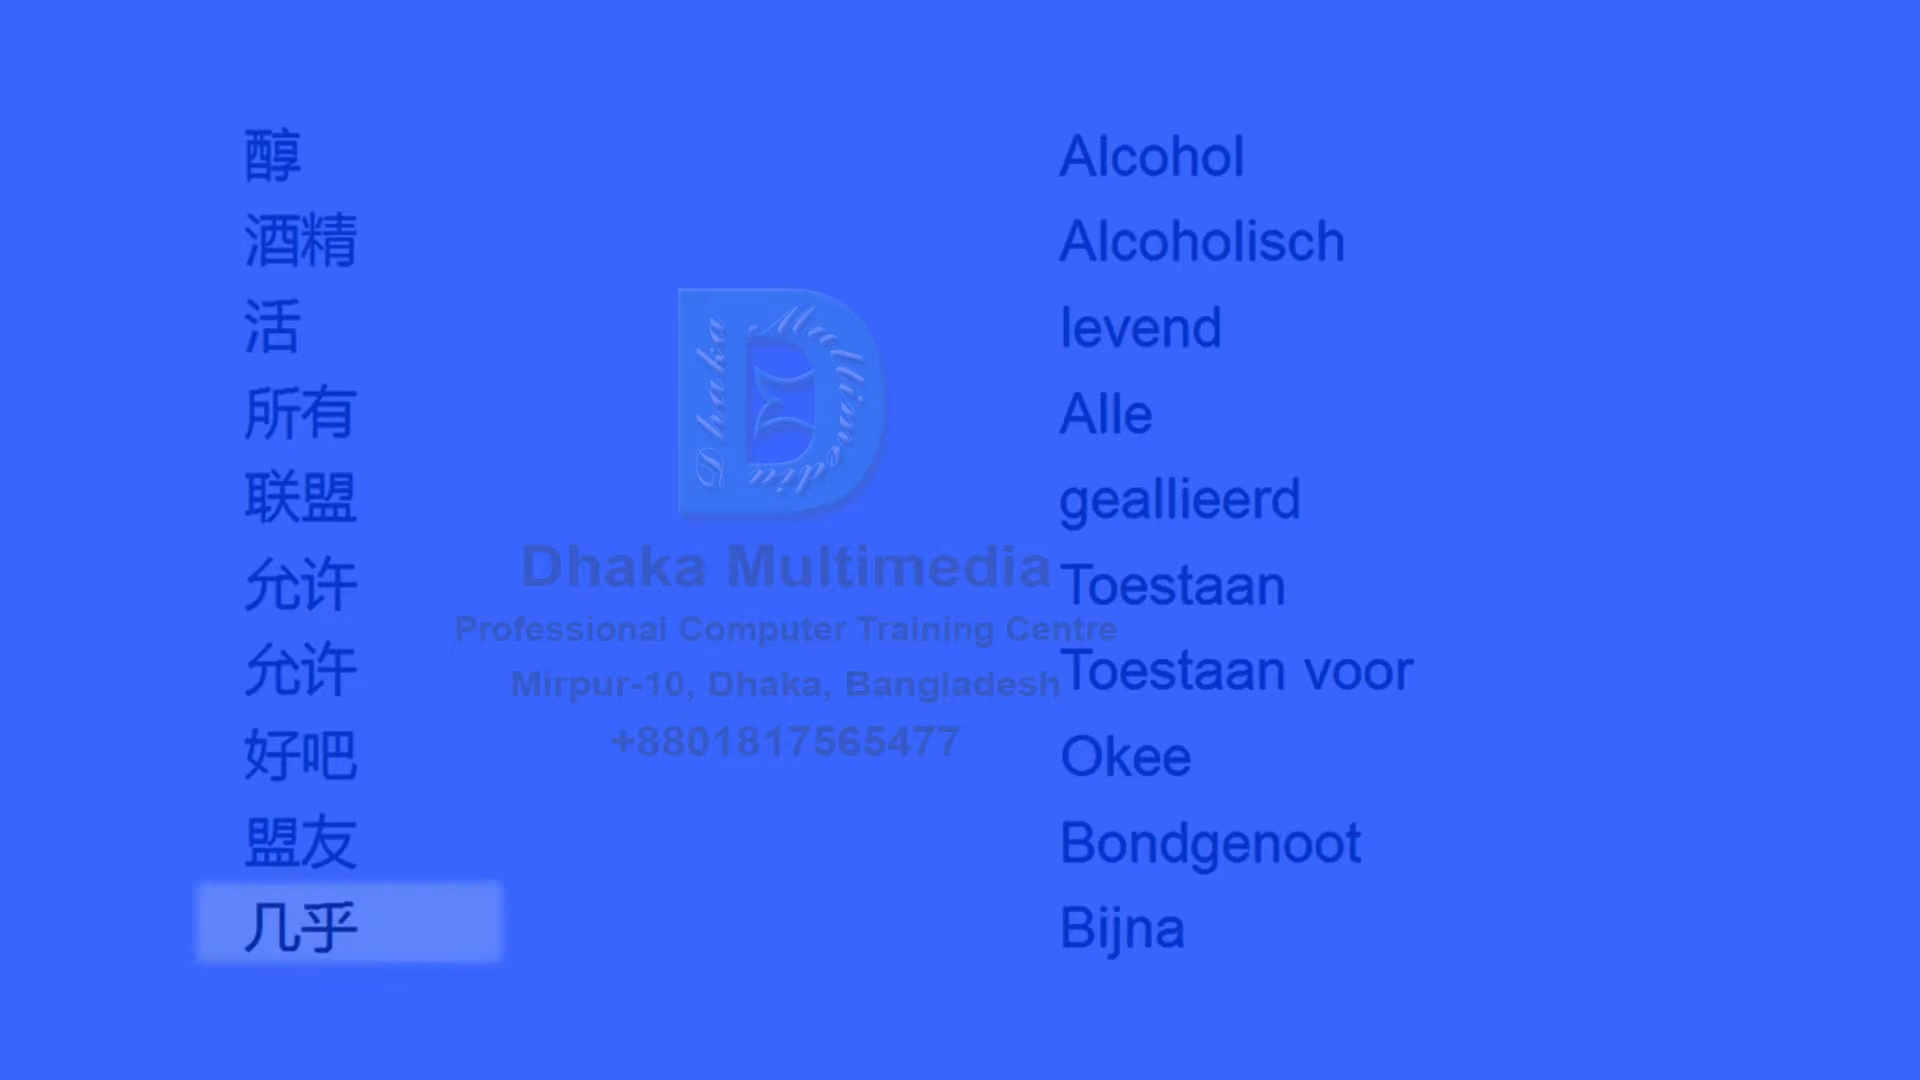 醇 Alcohol
酒精 Alcoholisch
活 levend
所有 Alle
联盟 geallieerd
允许 Toestaan
允许 Toestaan voor
好吧 Okee
盟友 Bondgenoot
几乎 Bijna
Dhaka Multimedia
Dhaka Multimedia
Professional Computer Training Centre
Mirpur-10, Dhaka, Bangladesh
+8801817565477